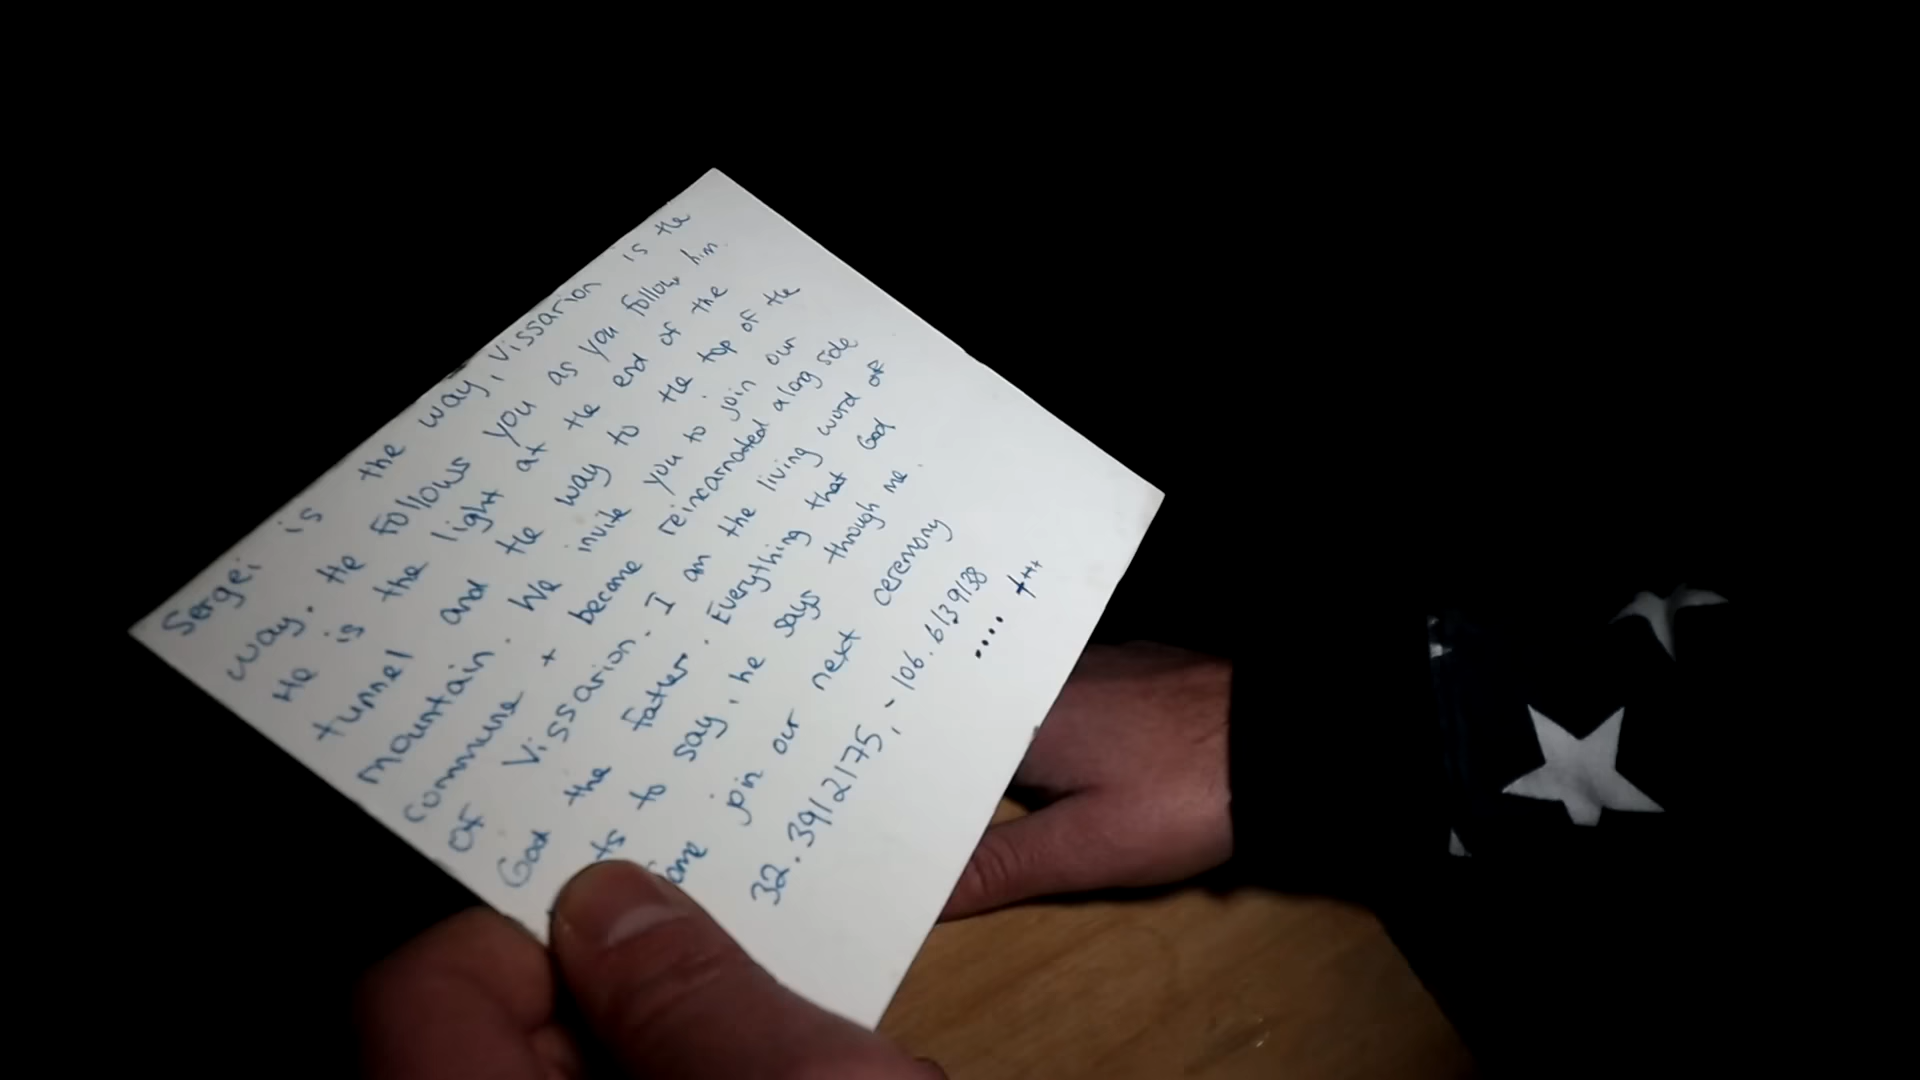 Sergei is the way, Vissarion is the
way. He follows you as you follow him
He is the light at the end of the
tunnel and the way to the top of the
mountain. We invite you to join our
commune + become reincarnated along side
of Vissarion. I am the living word of
God the Father. Everything that God
to say, he says through me.
join our next ceremony
32.3912175, -106.6139138